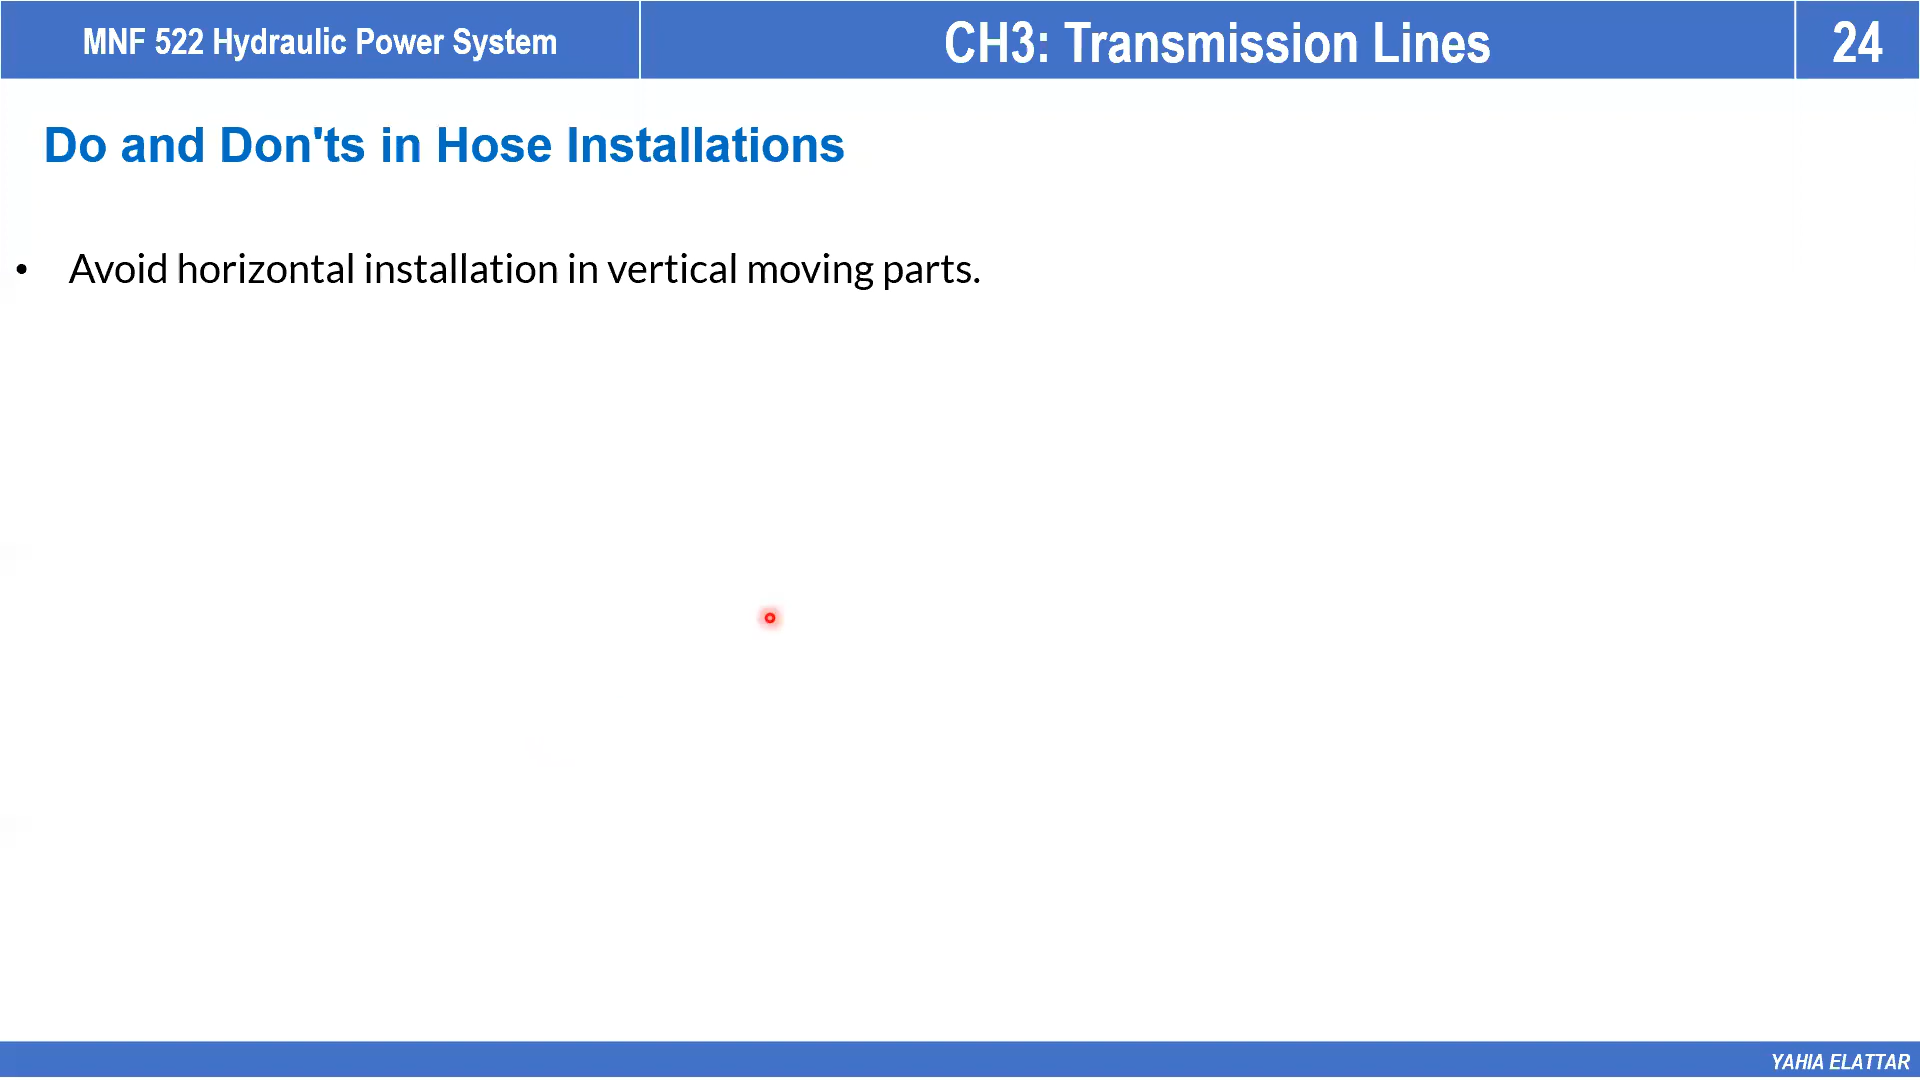 MNF 522 Hydraulic Power System
CH3: Transmission Lines
24
Do and Don'ts in Hose Installations
• Avoid horizontal installation in vertical moving parts.
YAHIA ELATTAR